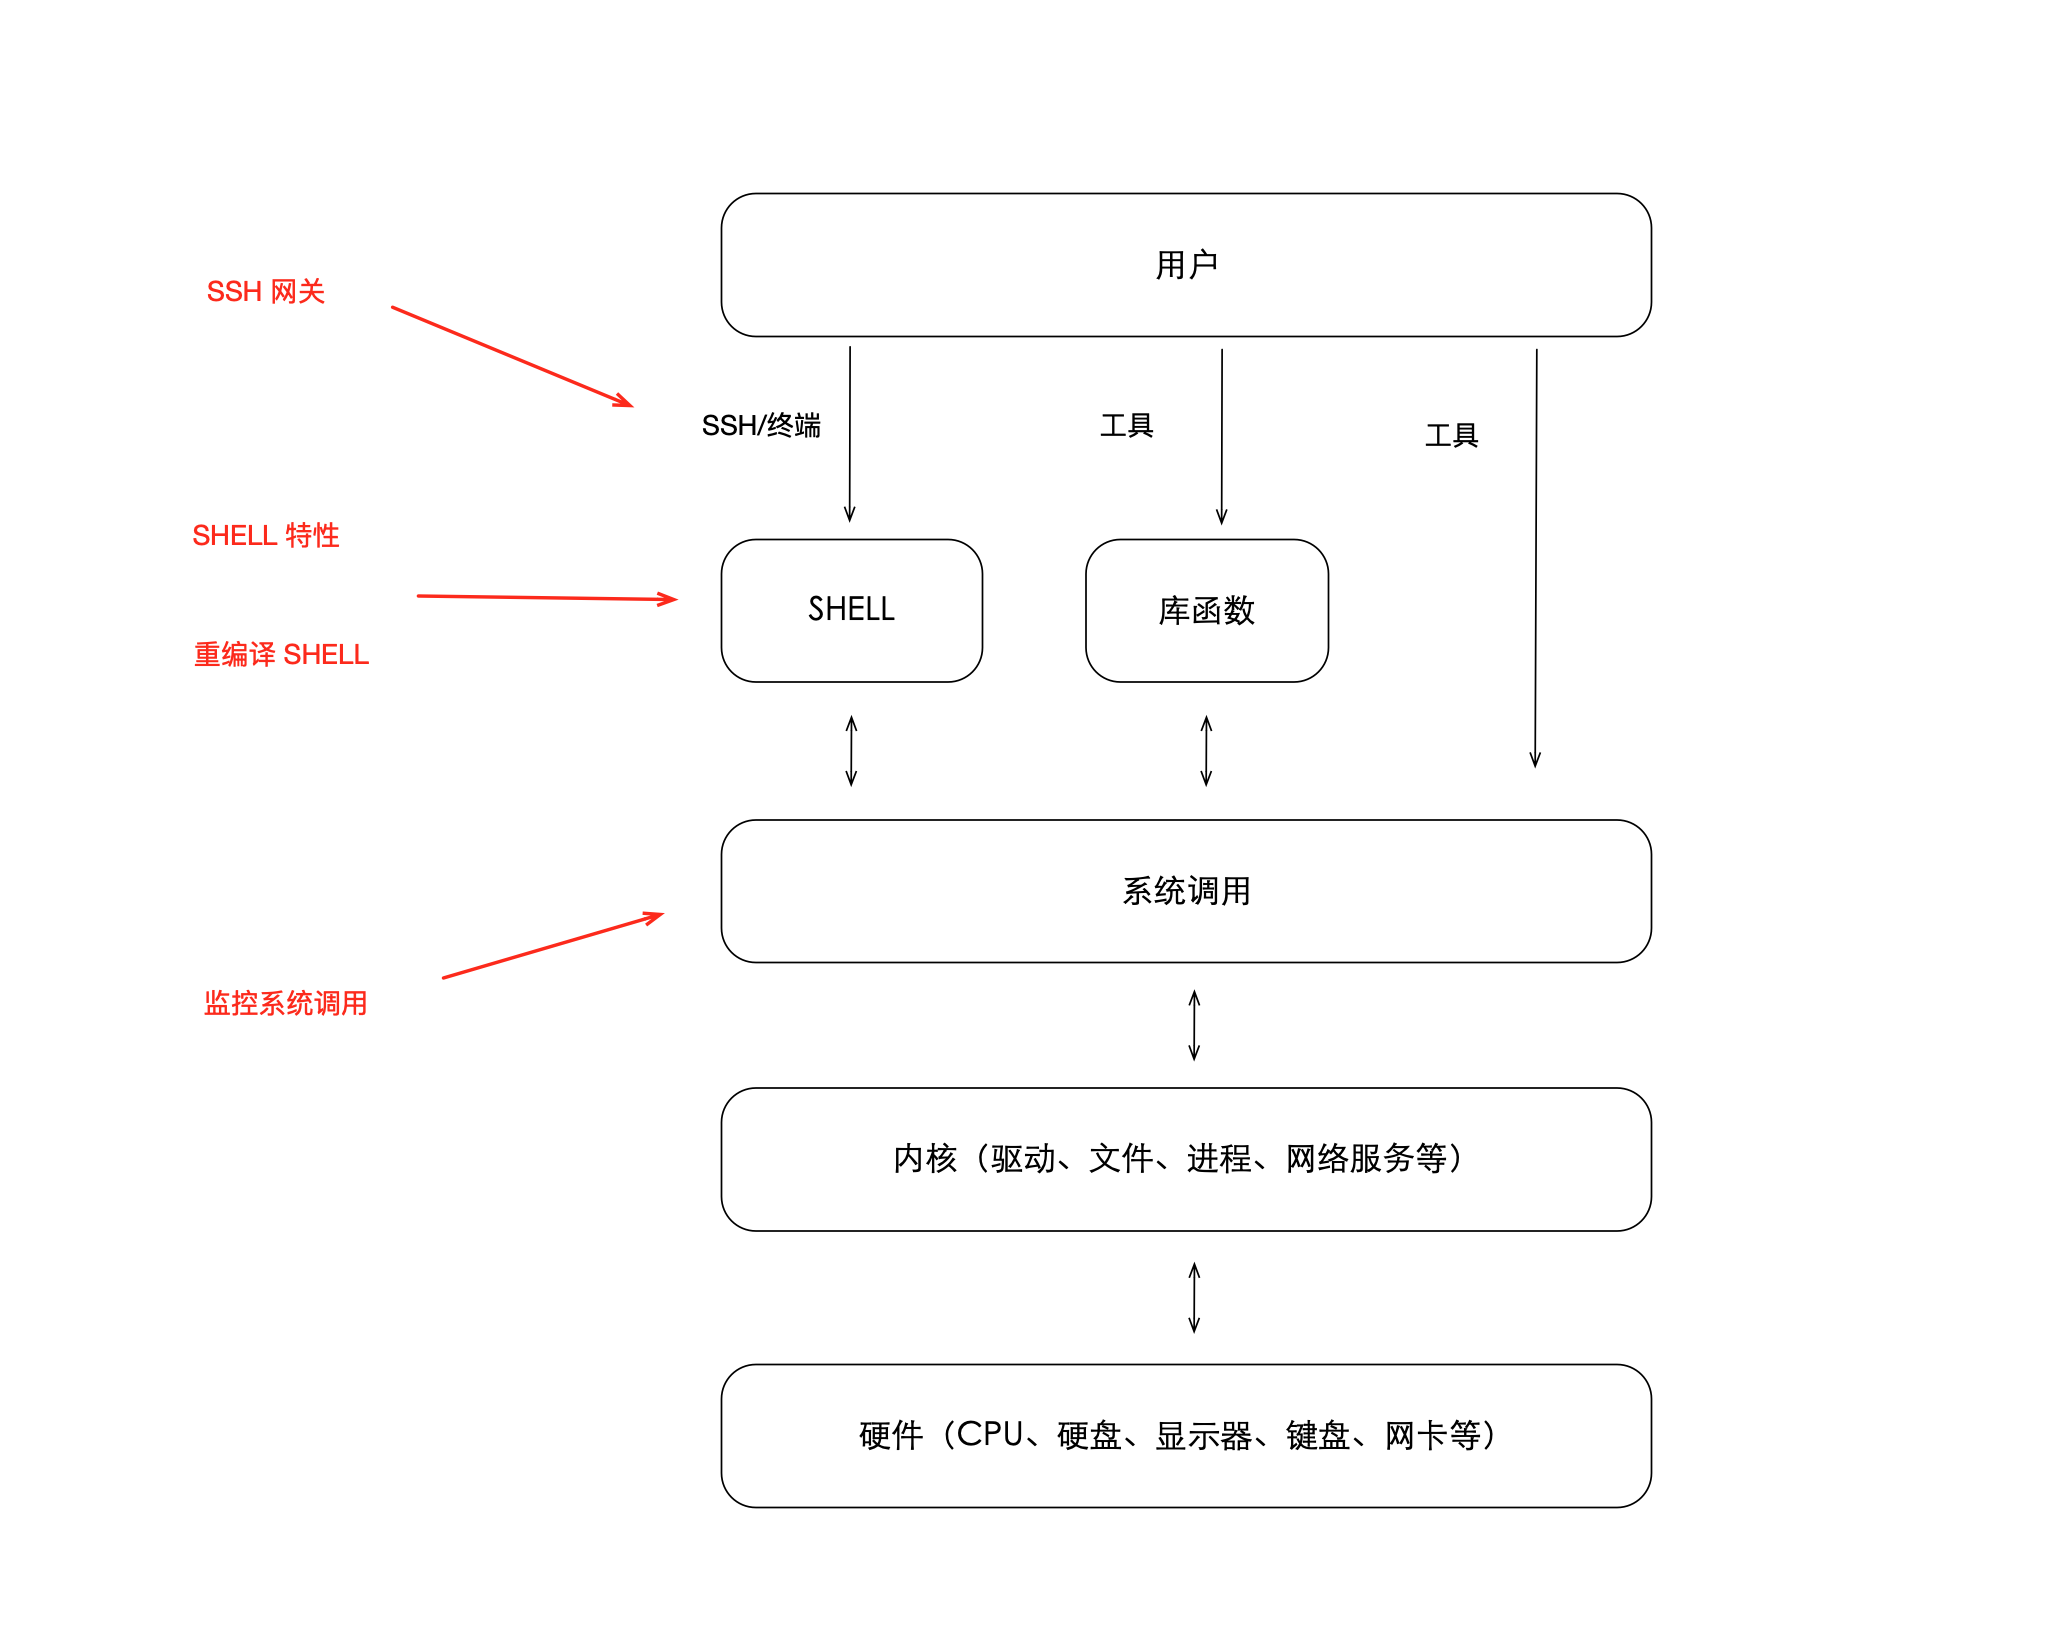 用户
SSH 网关
SSH/终端
工具
工具
SHELL 特性
SHELL
库函数
重编译 SHELL
系统调用
监控系统调用
内核（驱动、文件、进程、网络服务等）
硬件（CPU、硬盘、显示器、键盘、网卡等）